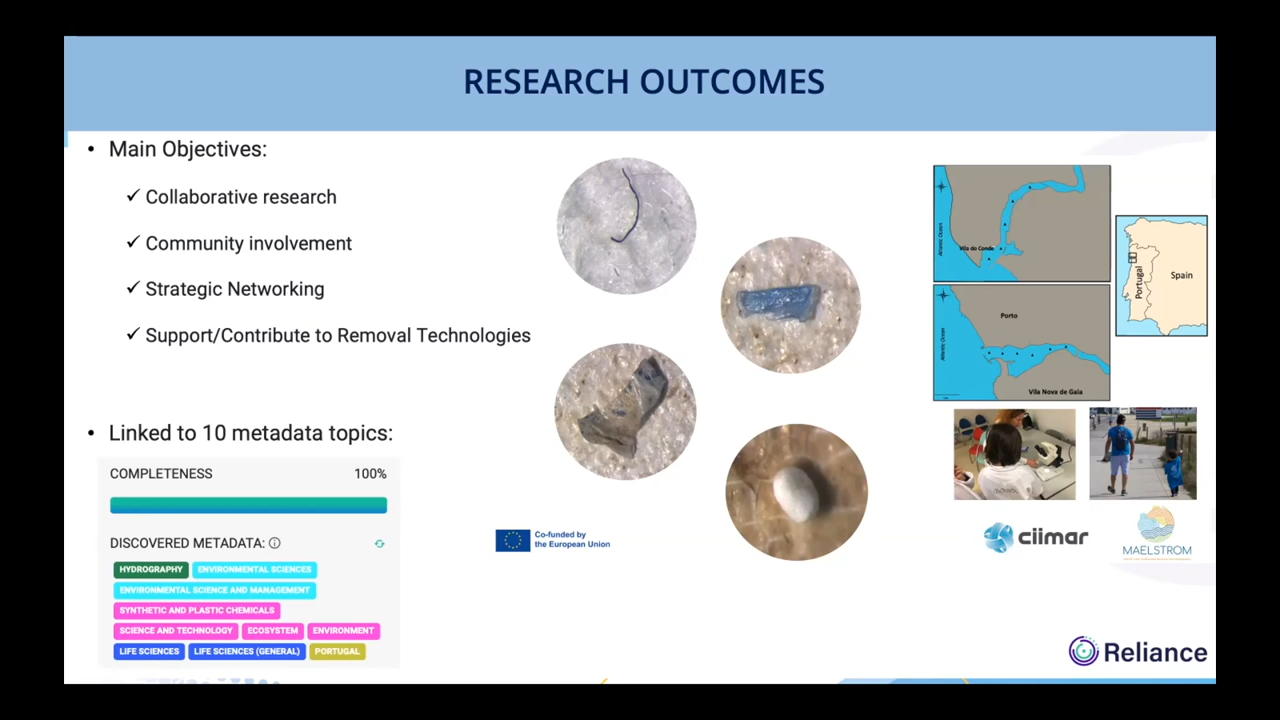 RESEARCH OUTCOMES
• Main Objectives:
✓ Collaborative research
✓ Community involvement
✓ Strategic Networking
✓ Support/Contribute to Removal Technologies
• Linked to 10 metadata topics:
COMPLETENESS 100%
DISCOVERED METADATA:
HYDROGRAPHY ENVIRONMENTAL SCIENCES
ENVIRONMENTAL SCIENCE AND MANAGEMENT
SYNTHETIC AND PLASTIC CHEMICALS
SCIENCE AND TECHNOLOGY ECOSYSTEM ENVIRONMENT
LIFE SCIENCES LIFE SCIENCES (GENERAL) PORTUGAL
Co-funded by
the European Union
Atlantic Ocean
Vila do Conde
Portugal
Spain
Atlantic Ocean
Porto
Vila Nova de Gaia
ciimar
MAELSTROM
Reliance